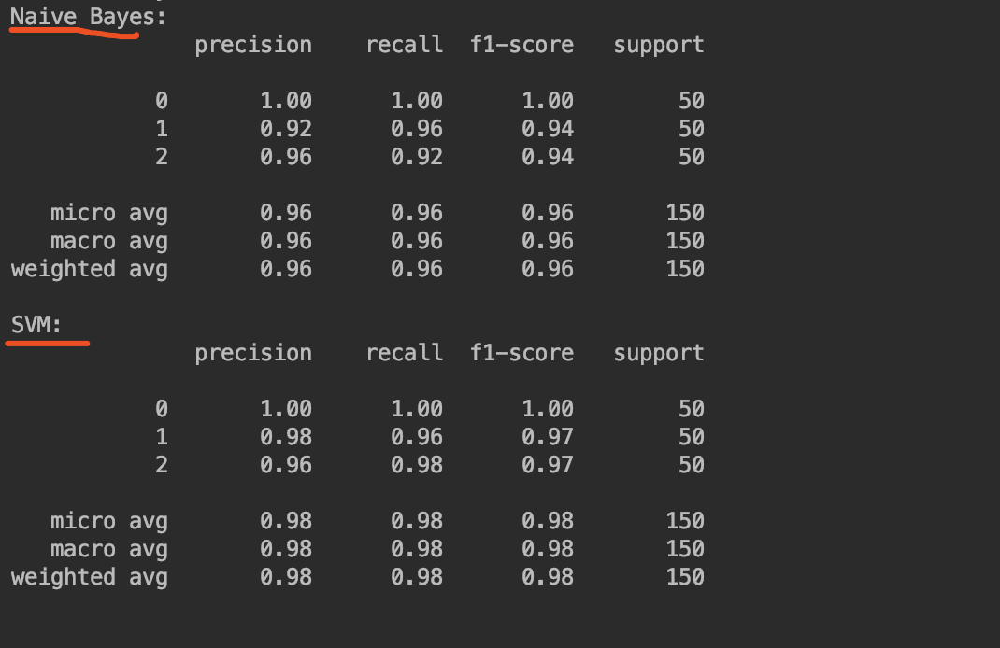 Naive Bayes:
precision recall f1-score support
0 1.00 1.00 1.00 50
1 0.92 0.96 0.94 50
2 0.96 0.92 0.94 50
micro avg 0.96 0.96 0.96 150
macro avg 0.96 0.96 0.96 150
weighted avg 0.96 0.96 0.96 150
SVM:
precision recall f1-score support
0 1.00 1.00 1.00 50
1 0.98 0.96 0.97 50
2 0.96 0.98 0.97 50
micro avg 0.98 0.98 0.98 150
macro avg 0.98 0.98 0.98 150
weighted avg 0.98 0.98 0.98 150